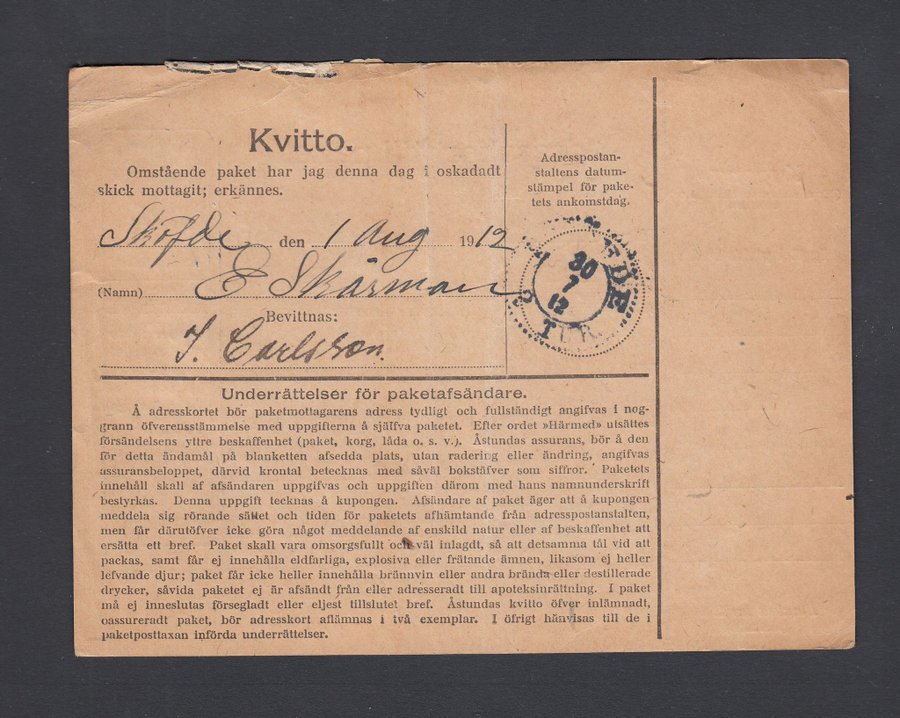 Kvitto.
Omstående paket har jag denna dag i oskadadt
skick mottagit; erkännes.
Sköfde den 1 Aug 1912
(Namn) E Skårman
Bevittnas:
J. Carlsson.
Adresspostan-
staltens datum-
stämpel för pake-
tets ankomstdag.
DE
30
7
12
TUR
Underrättelser för paketafsändare.
Å adresskortet bör paketmottagarens adress tydligt och fullständigt angifvas i nog-
grann öfverensstämmelse med uppgifterna å själfva paketet. Efter ordet »Härmed» utsättes
försändelsens yttre beskaffenhet (paket, korg, låda o. s. v.). Åstundas assurans, bör å den
för detta ändamål på blanketten afsedda plats, utan radering eller ändring, angifvas
assuransbeloppet, därvid krontal betecknas med såväl bokstäfver som siffror. Paketets
innehåll skall af afsändaren uppgifvas och uppgiften därom med hans namnunderskrift
bestyrkas. Denna uppgift tecknas å kupongen. Afsändare af paket äger att å kupongen
meddela sig rörande sättet och tiden för paketets afhämtande från adresspostanstalten,
men får därutöfver icke göra något meddelande af enskild natur eller af beskaffenhet att
ersätta ett bref. Paket skall vara omsorgsfullt och väl inlagdt, så att detsamma tål vid att
packas, samt får ej innehålla eldfarliga, explosiva eller frätande ämnen, likasom ej heller
lefvande djur; paket får icke heller innehålla brännvin eller andra brända eller destillerade
drycker, såvida paketet ej är afsändt från eller adresseradt till apoteksinrättning. I paket
må ej inneslutas försegladt eller eljest tillslutet bref. Åstundas kvitto öfver inlämnadt,
oassureradt paket, bör adresskort aflämnas i två exemplar. I öfrigt hänvisas till de i
paketposttaxan införda underrättelser.